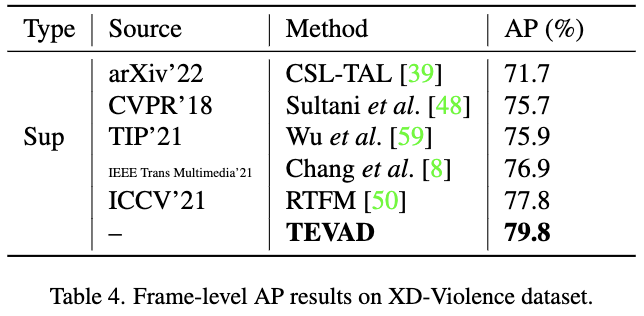 Type Source Method AP (%)
arXiv'22 CSL-TAL [39] 71.7
CVPR'18 Sultani et al. [48] 75.7
Sup TIP'21 Wu et al. [59] 75.9
IEEE Trans Multimedia'21 Chang et al. [8] 76.9
ICCV'21 RTFM [50] 77.8
– TEVAD 79.8
Table 4. Frame-level AP results on XD-Violence dataset.